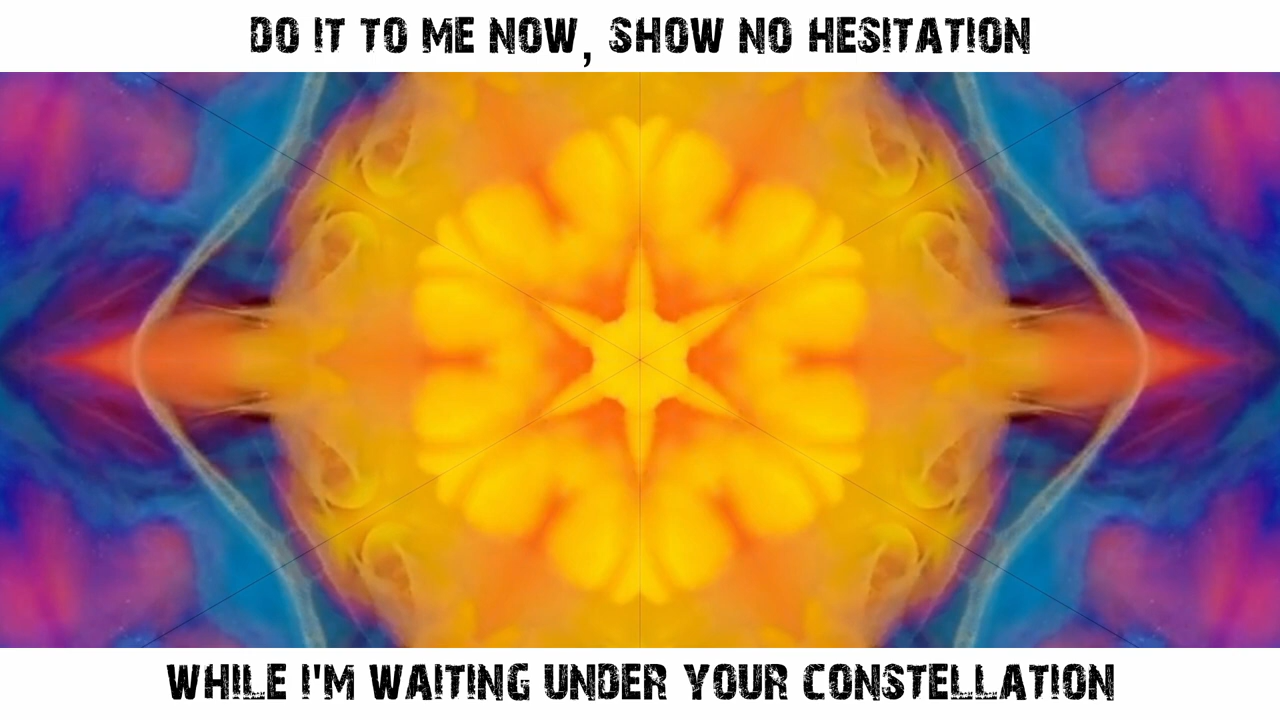 DO IT TO ME NOW, SHOW NO HESITATION
WHILE I'M WAITING UNDER YOUR CONSTELLATION